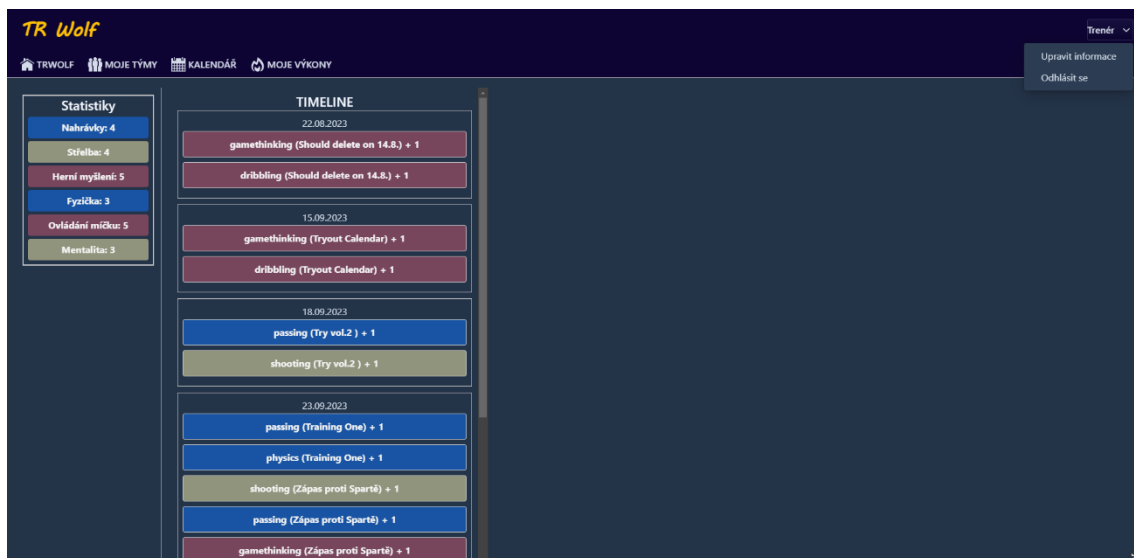 TR Wolf
Trenér
TRWOLF MOJE TÝMY KALENDÁŘ MOJE VÝKONY
Upravit informace
Odhlásit se
Statistiky
Nahrávky: 4
Střelba: 4
Herní myšlení: 5
Fyzička: 3
Ovládání míčku: 5
Mentalita: 3
TIMELINE
22.08.2023
gamethinking (Should delete on 14.8.) + 1
dribbling (Should delete on 14.8.) + 1
15.09.2023
gamethinking (Tryout Calendar) + 1
dribbling (Tryout Calendar) + 1
18.09.2023
passing (Try vol.2 ) + 1
shooting (Try vol.2 ) + 1
23.09.2023
passing (Training One) + 1
physics (Training One) + 1
shooting (Zápas proti Spartě) + 1
passing (Zápas proti Spartě) + 1
gamethinking (Zápas proti Spartě) + 1